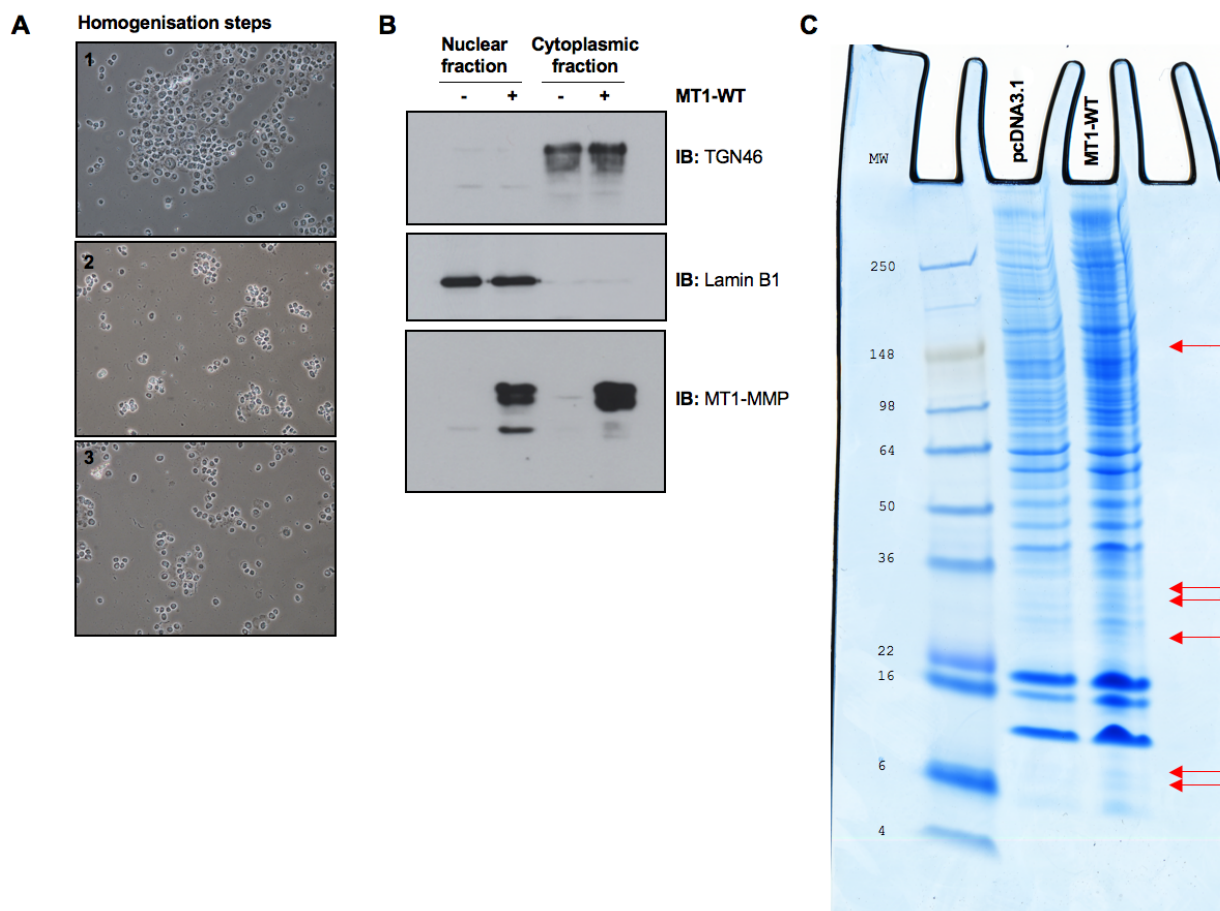 A
Homogenisation steps
1
2
3
B
Nuclear fraction
Cytoplasmic fraction
- + - + MT1-WT
IB: TGN46
IB: Lamin B1
IB: MT1-MMP
C
pcDNA3.1
MT1-WT
MW
250
148
98
64
50
36
22
16
6
4